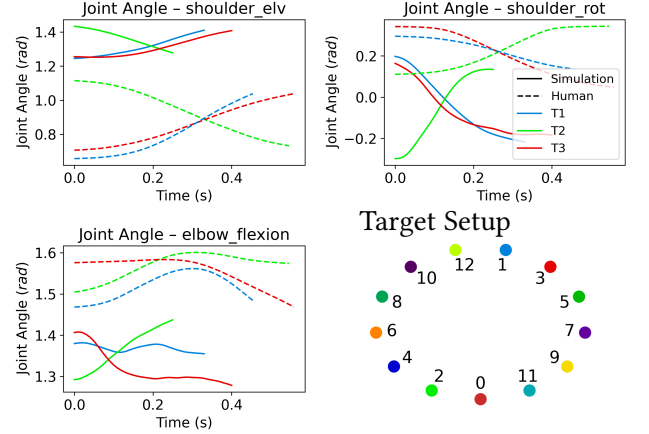 Joint Angle – shoulder_elv
Joint Angle (rad)
1.4
1.2
1.0
0.8
0.0
0.2
0.4
Time (s)
Joint Angle – shoulder_rot
Joint Angle (rad)
0.2
0.0
−0.2
0.0
0.2
0.4
Time (s)
Simulation
Human
T1
T2
T3
Joint Angle – elbow_flexion
Joint Angle (rad)
1.6
1.5
1.4
1.3
0.0
0.2
0.4
Time (s)
Target Setup
12
1
10
3
8
5
6
7
4
9
2
0
11